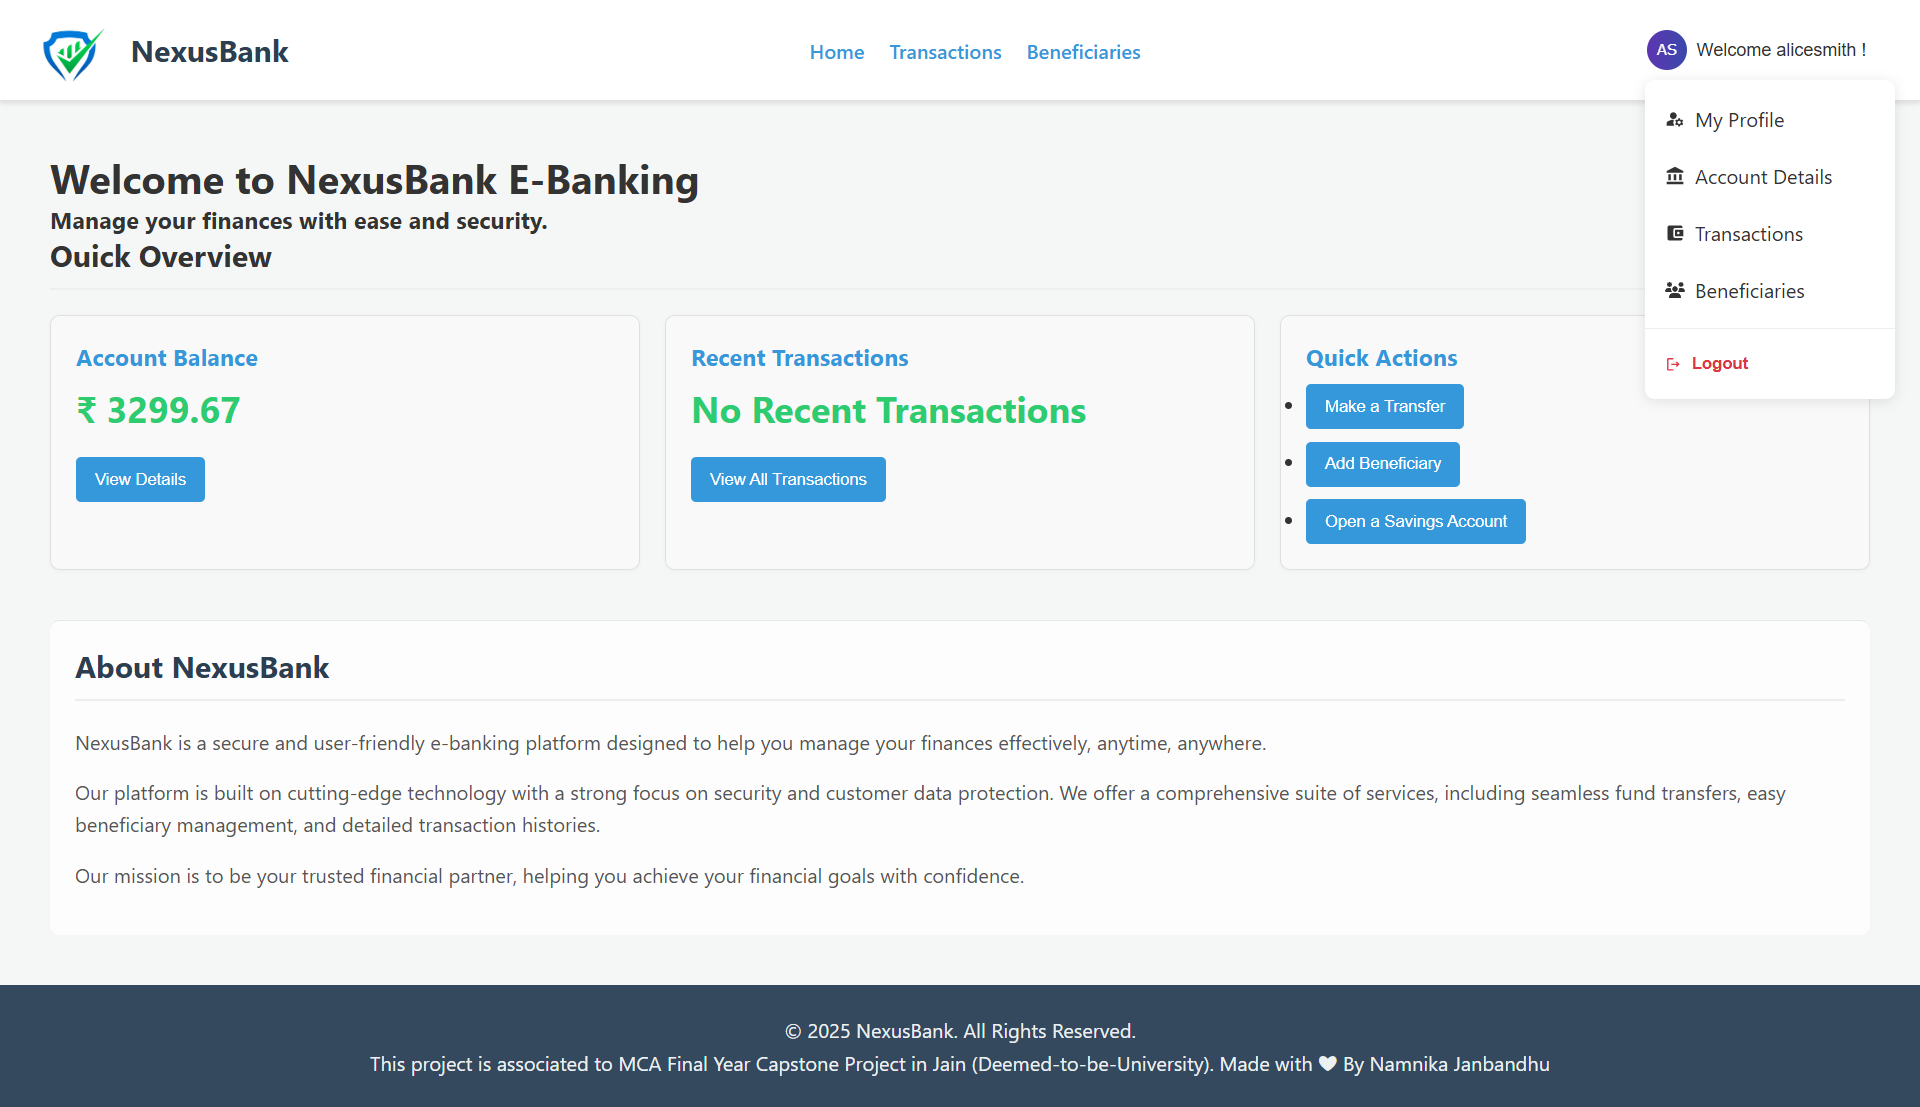 NexusBank
Home Transactions Beneficiaries
AS Welcome alicesmith !
My Profile
Account Details
Transactions
Beneficiaries
Logout
Welcome to NexusBank E-Banking
Manage your finances with ease and security.
Quick Overview
Account Balance
₹ 3299.67
View Details
Recent Transactions
No Recent Transactions
View All Transactions
Quick Actions
Make a Transfer
Add Beneficiary
Open a Savings Account
About NexusBank
NexusBank is a secure and user-friendly e-banking platform designed to help you manage your finances effectively, anytime, anywhere.
Our platform is built on cutting-edge technology with a strong focus on security and customer data protection. We offer a comprehensive suite of services, including seamless fund transfers, easy
beneficiary management, and detailed transaction histories.
Our mission is to be your trusted financial partner, helping you achieve your financial goals with confidence.
© 2025 NexusBank. All Rights Reserved.
This project is associated to MCA Final Year Capstone Project in Jain (Deemed-to-be-University). Made with ❤ By Namnika Janbandhu